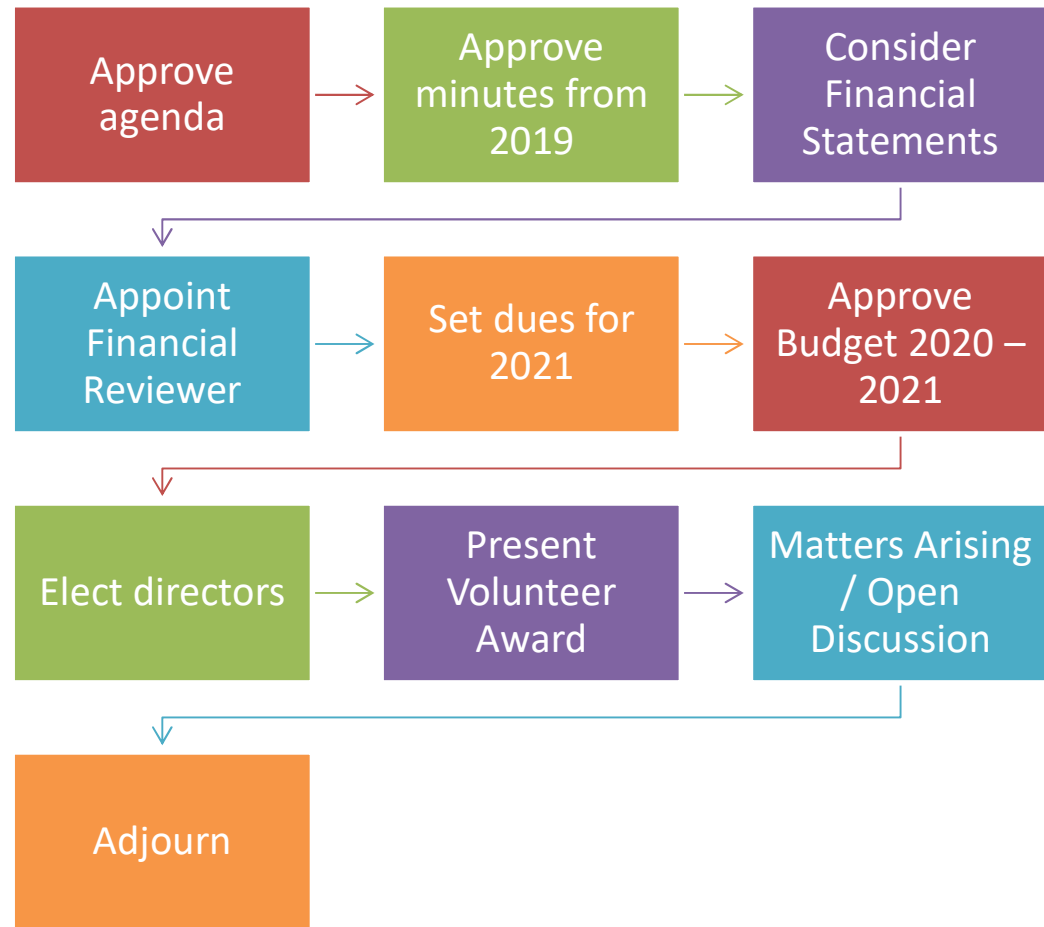 Approve
agenda
Approve
minutes from
2019
Consider
Financial
Statements
Appoint
Financial
Reviewer
Set dues for
2021
Approve
Budget 2020 –
2021
Elect directors
Present
Volunteer
Award
Matters Arising
/ Open
Discussion
Adjourn